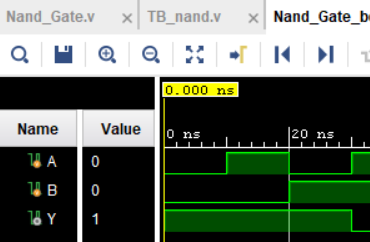 Nand_Gate.v × TB_nand.v × Nand_Gate_b
0.000 ns
Name Value 0 ns 20 ns
A 0
B 0
Y 1